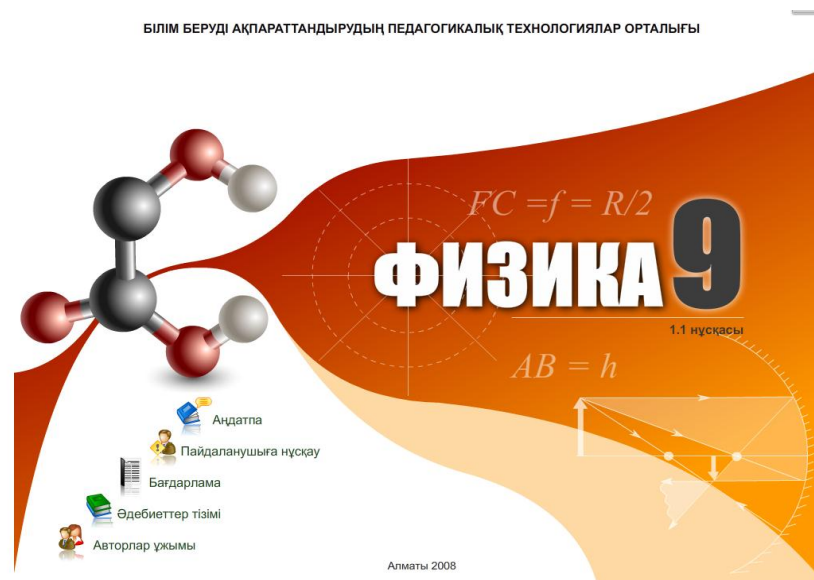 БІЛІМ БЕРУДІ АҚПАРАТТАНДЫРУДЫҢ ПЕДАГОГИКАЛЫҚ ТЕХНОЛОГИЯЛАР ОРТАЛЫҒЫ
FC =f = R/2
ФИЗИКА 9
1.1 нұсқасы
AB = h
Аңдатпа
Пайдаланушыға нұсқау
Бағдарлама
Әдебиеттер тізімі
Авторлар ұжымы
Алматы 2008